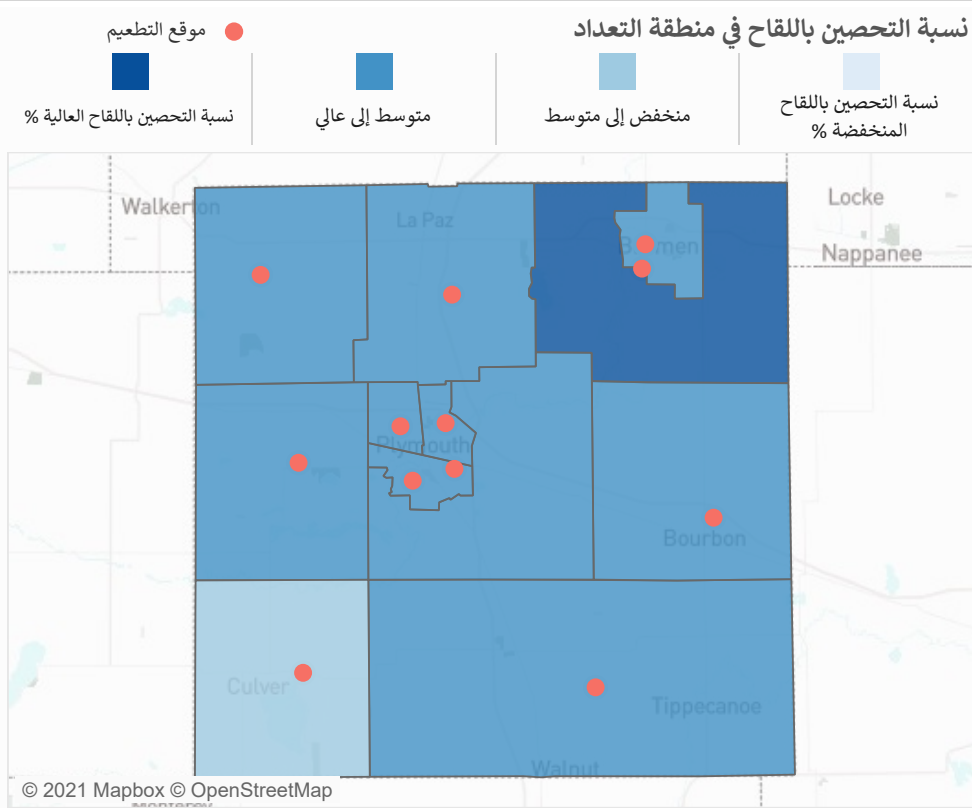 نسبة التحصين باللقاح في منطقة التعداد
موقع التطعيم
نسبة التحصين باللقاح
المنخفضة %
منخفض إلى متوسط
متوسط إلى عالي
نسبة التحصين باللقاح العالية %
Walkerton
La Paz
Locke
Nappanee
Plymouth
Bourbon
Culver
Tippecanoe
Walnut
© 2021 Mapbox © OpenStreetMap